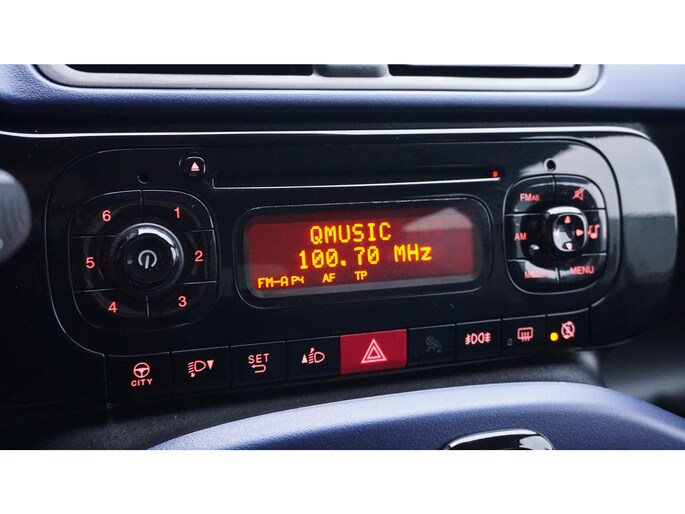 QMUSIC
100.70 MHz
FM-A P4 AF TP
6 1
5 2
4 3
FMAS
AM
MENU
CITY
SET